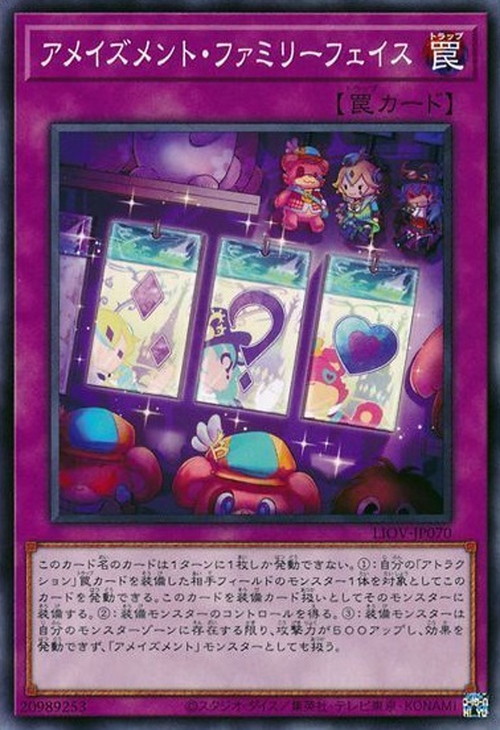 アメイズメント・ファミリーフェイス
罠
トラップ
【罠カード】
LIOV-JP070
このカード名のカードは1ターンに1枚しか発動できない。①：自分の「アトラク
ション」罠カードを装備した相手フィールドのモンスター1体を対象としてこ
のカードを発動できる。このカードを装備カード扱いとしてそのモンスターに
装備する。②：装備モンスターのコントロールを得る。③：装備モンスターは
自分のモンスターゾーンに存在する限り、攻撃力が500アップし、効果を
発動できず、「アメイズメント」モンスターとしても扱う。
20989253
©スタジオ・ダイス／集英社・テレビ東京・KONAMI